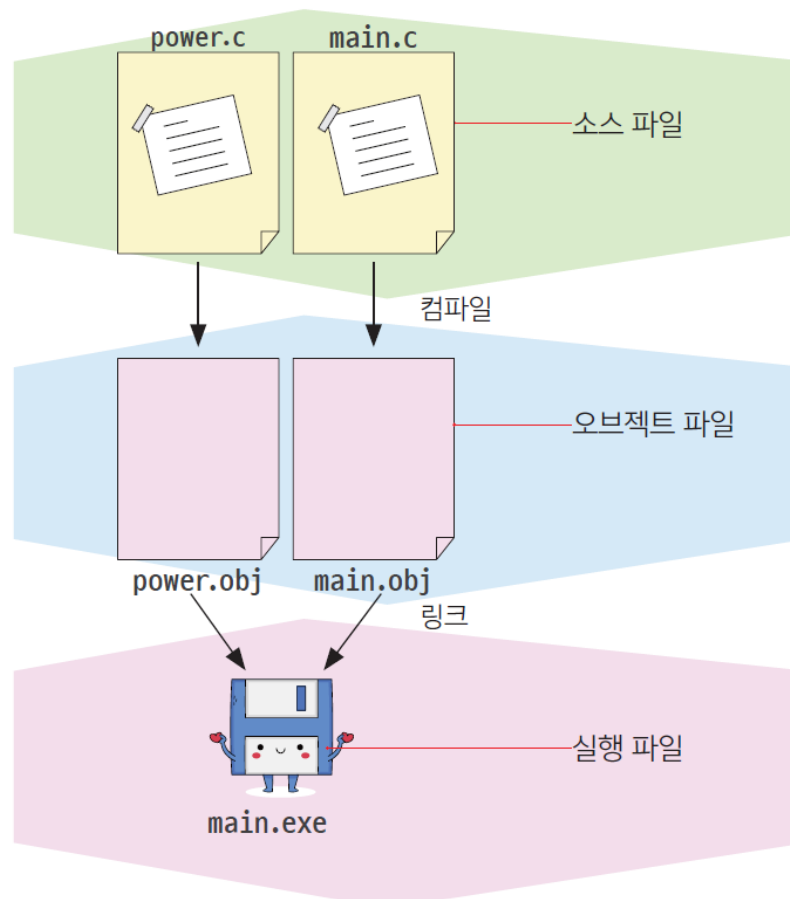 power.c
main.c
소스 파일
컴파일
오브젝트 파일
power.obj
main.obj
링크
실행 파일
main.exe